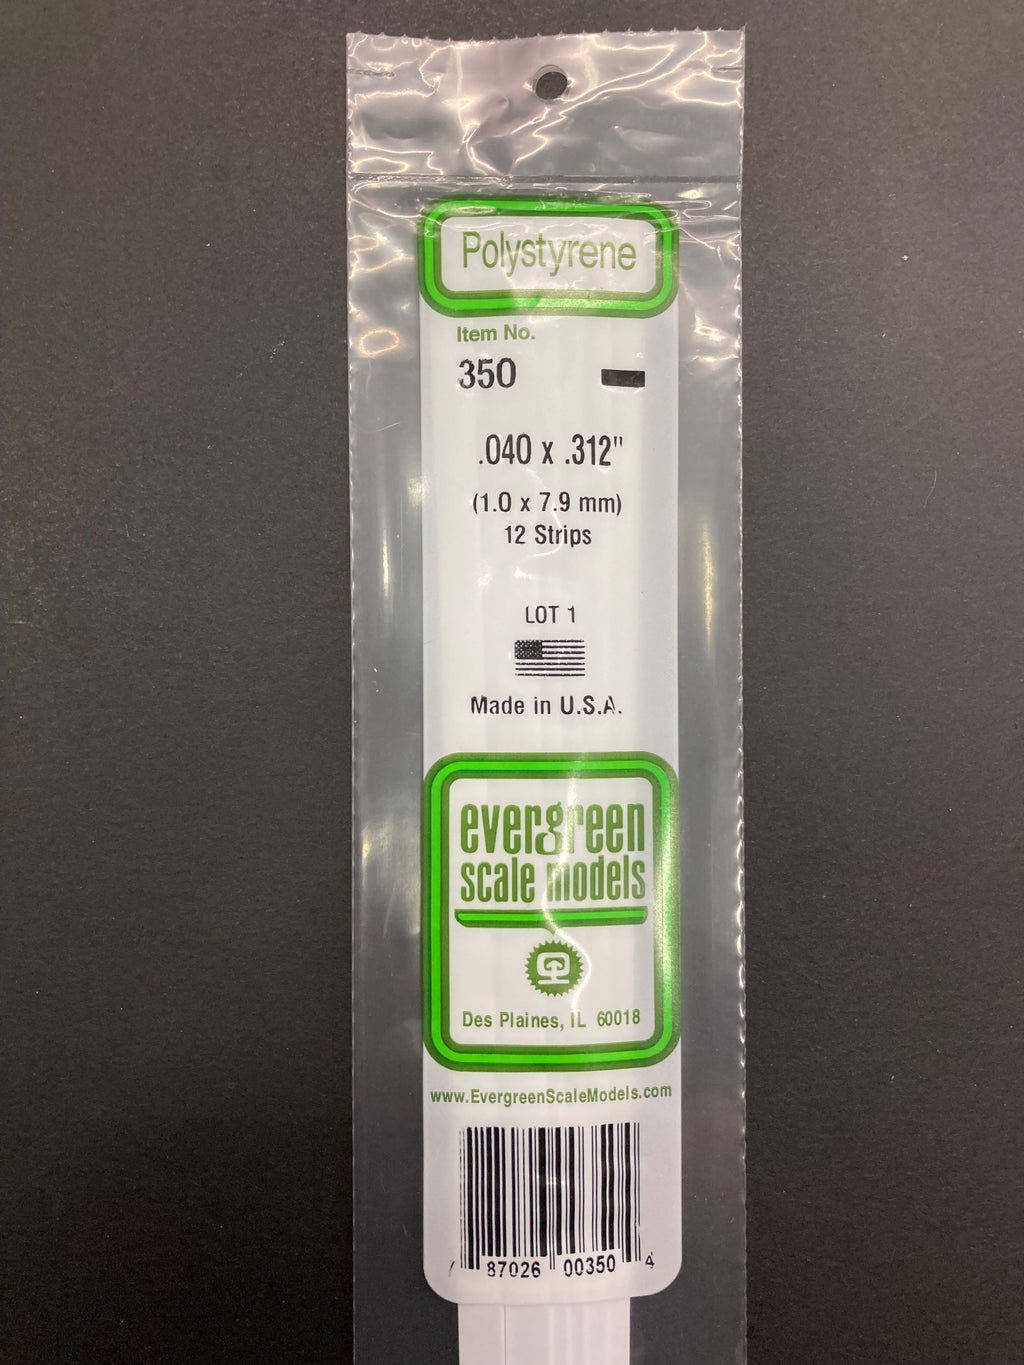 Polystyrene
Item No.
350
.040 x .312"
(1.0 x 7.9 mm)
12 Strips
LOT 1
Made in U.S.A.
evergreen
scale models
Des Plaines, IL 60018
www.EvergreenScaleModels.com
87026 00350 4